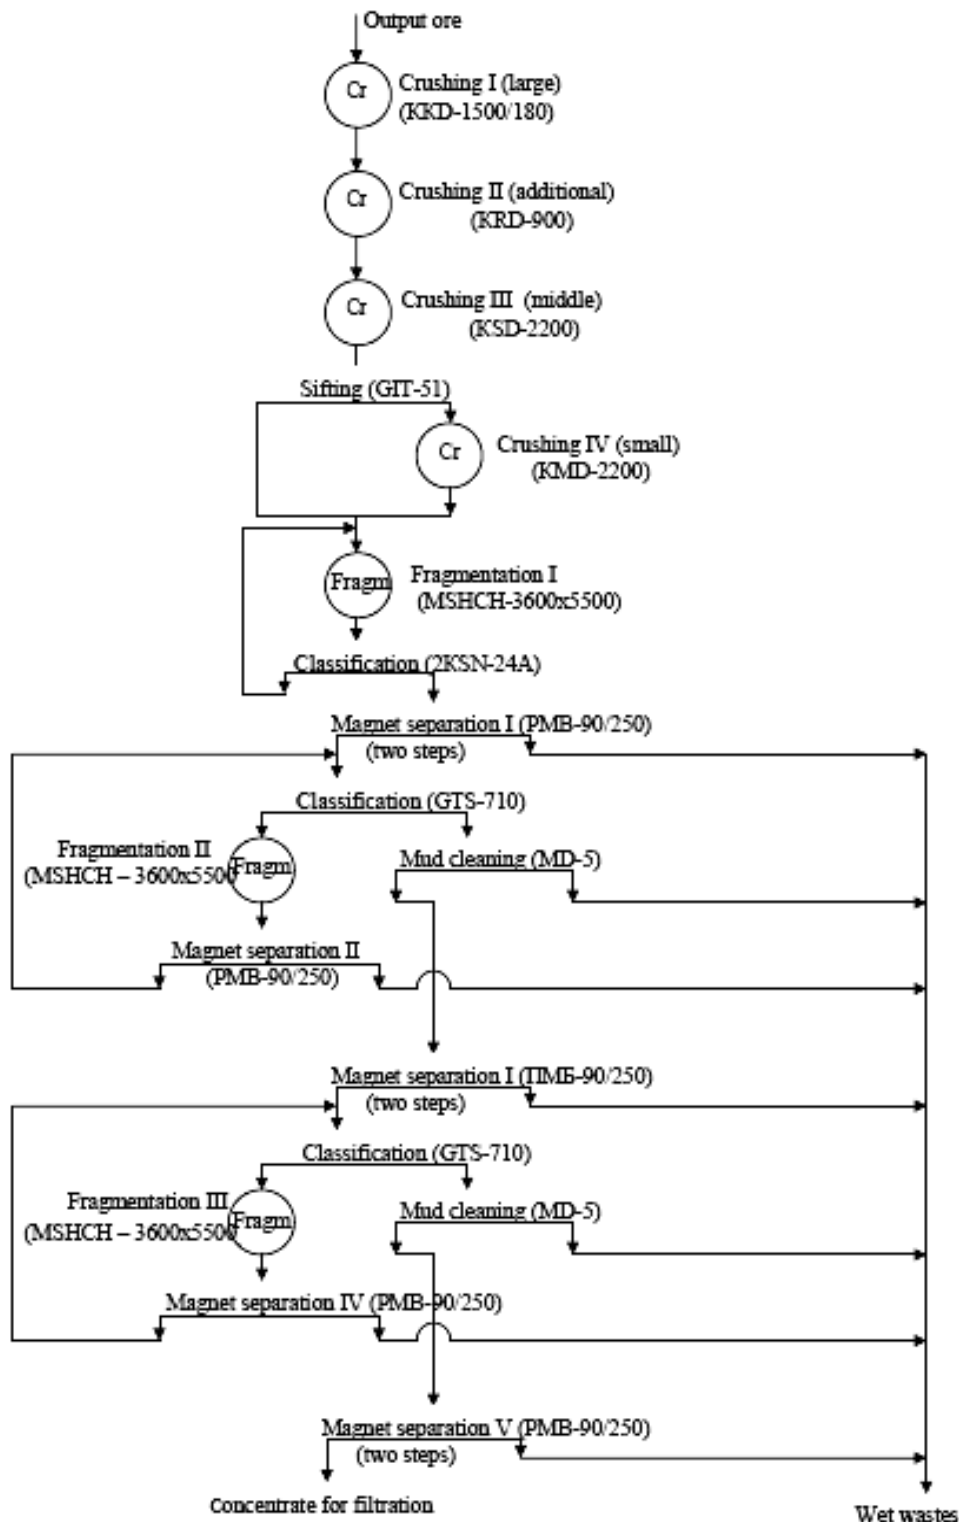 Output ore
Cr
Crushing I (large)
(KKD-1500/180)
Cr
Crushing II (additional)
(KRD-900)
Cr
Crushing III (middle)
(KSD-2200)
Sifting (GIT-51)
Cr
Crushing IV (small)
(KMD-2200)
Fragm
Fragmentation I
(MSHCH-3600x5500)
Classification (2KSN-24A)
Magnet separation I (PMB-90/250)
(two steps)
Classification (GTS-710)
Fragmentation II
(MSHCH – 3600x5500
Fragm
Mud cleaning (MD-5)
Magnet separation II
(PMB-90/250)
Magnet separation I (ПМБ-90/250)
(two steps)
Classification (GTS-710)
Fragmentation III
(MSHCH – 3600x5500
Fragm
Mud cleaning (MD-5)
Magnet separation IV (PMB-90/250)
Magnet separation V (PMB-90/250)
(two steps)
Concentrate for filtration
Wet wastes